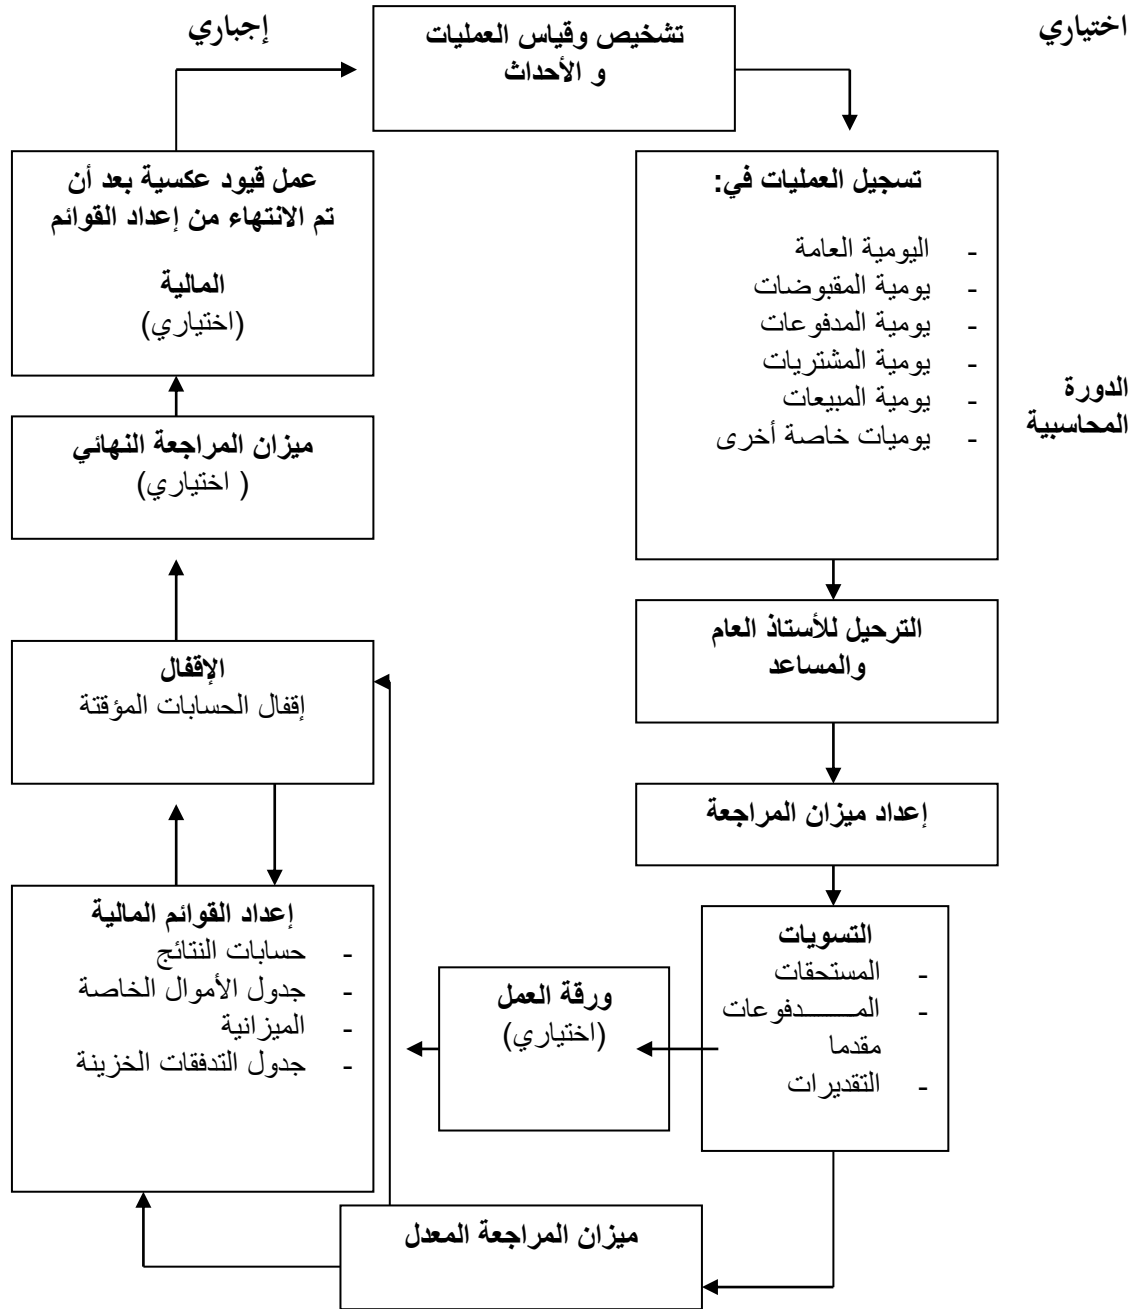 اختياري
إجباري
تشخيص وقياس العمليات
و الأحداث
تسجيل العمليات في:
- اليومية العامة
- يومية المقبوضات
- يومية المدفوعات
- يومية المشتريات
- يومية المبيعات
- يوميات خاصة أخرى
الدورة
المحاسبية
الترحيل للأستاذ العام
والمساعد
إعداد ميزان المراجعة
التسويات
- المستحقات
- المـــــــدفوعات
مقدما
- التقديرات
ورقة العمل
(اختياري)
ميزان المراجعة المعدل
إعداد القوائم المالية
- حسابات النتائج
- جدول الأموال الخاصة
- الميزانية
- جدول التدفقات الخزينة
الإقفال
إقفال الحسابات المؤقتة
ميزان المراجعة النهائي
( اختياري)
عمل قيود عكسية بعد أن
تم الانتهاء من إعداد القوائم
المالية
(اختياري)